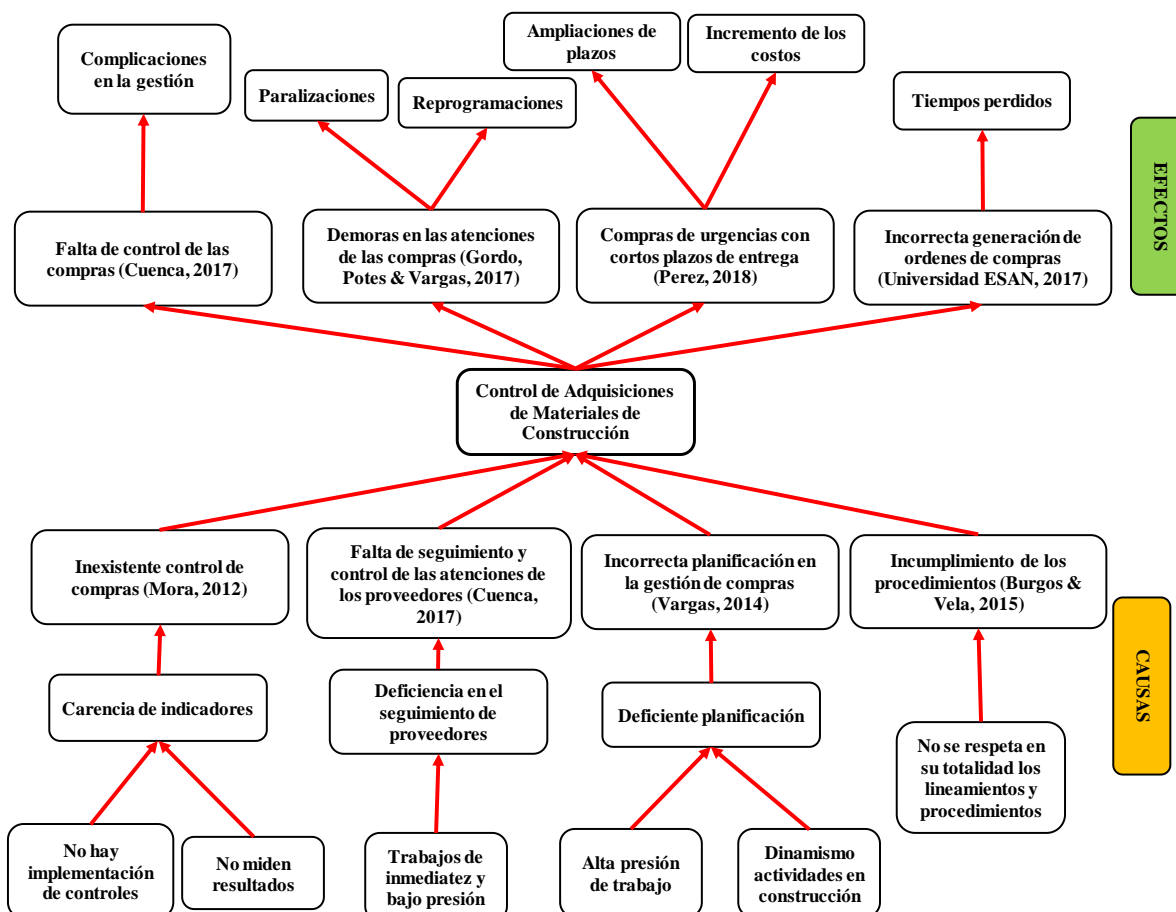 Complicaciones
en la gestión
Paralizaciones
Reprogramaciones
Ampliaciones de
plazos
Incremento de los
costos
Tiempos perdidos
EFECTOS
Falta de control de las
compras (Cuenca, 2017)
Demoras en las atenciones
de las compras (Gordo,
Potes & Vargas, 2017)
Compras de urgencias con
cortos plazos de entrega
(Perez, 2018)
Incorrecta generación de
ordenes de compras
(Universidad ESAN, 2017)
Control de Adquisiciones
de Materiales de
Construcción
Inexistente control de
compras (Mora, 2012)
Falta de seguimiento y
control de las atenciones de
los proveedores (Cuenca,
2017)
Incorrecta planificación en
la gestión de compras
(Vargas, 2014)
Incumplimiento de los
procedimientos (Burgos &
Vela, 2015)
CAUSAS
Carencia de indicadores
Deficiencia en el
seguimiento de
proveedores
Deficiente planificación
No se respeta en
su totalidad los
lineamientos y
procedimientos
No hay
implementación
de controles
No miden
resultados
Trabajos de
inmediatez y
bajo presión
Alta presión
de trabajo
Dinamismo
actividades en
construcción